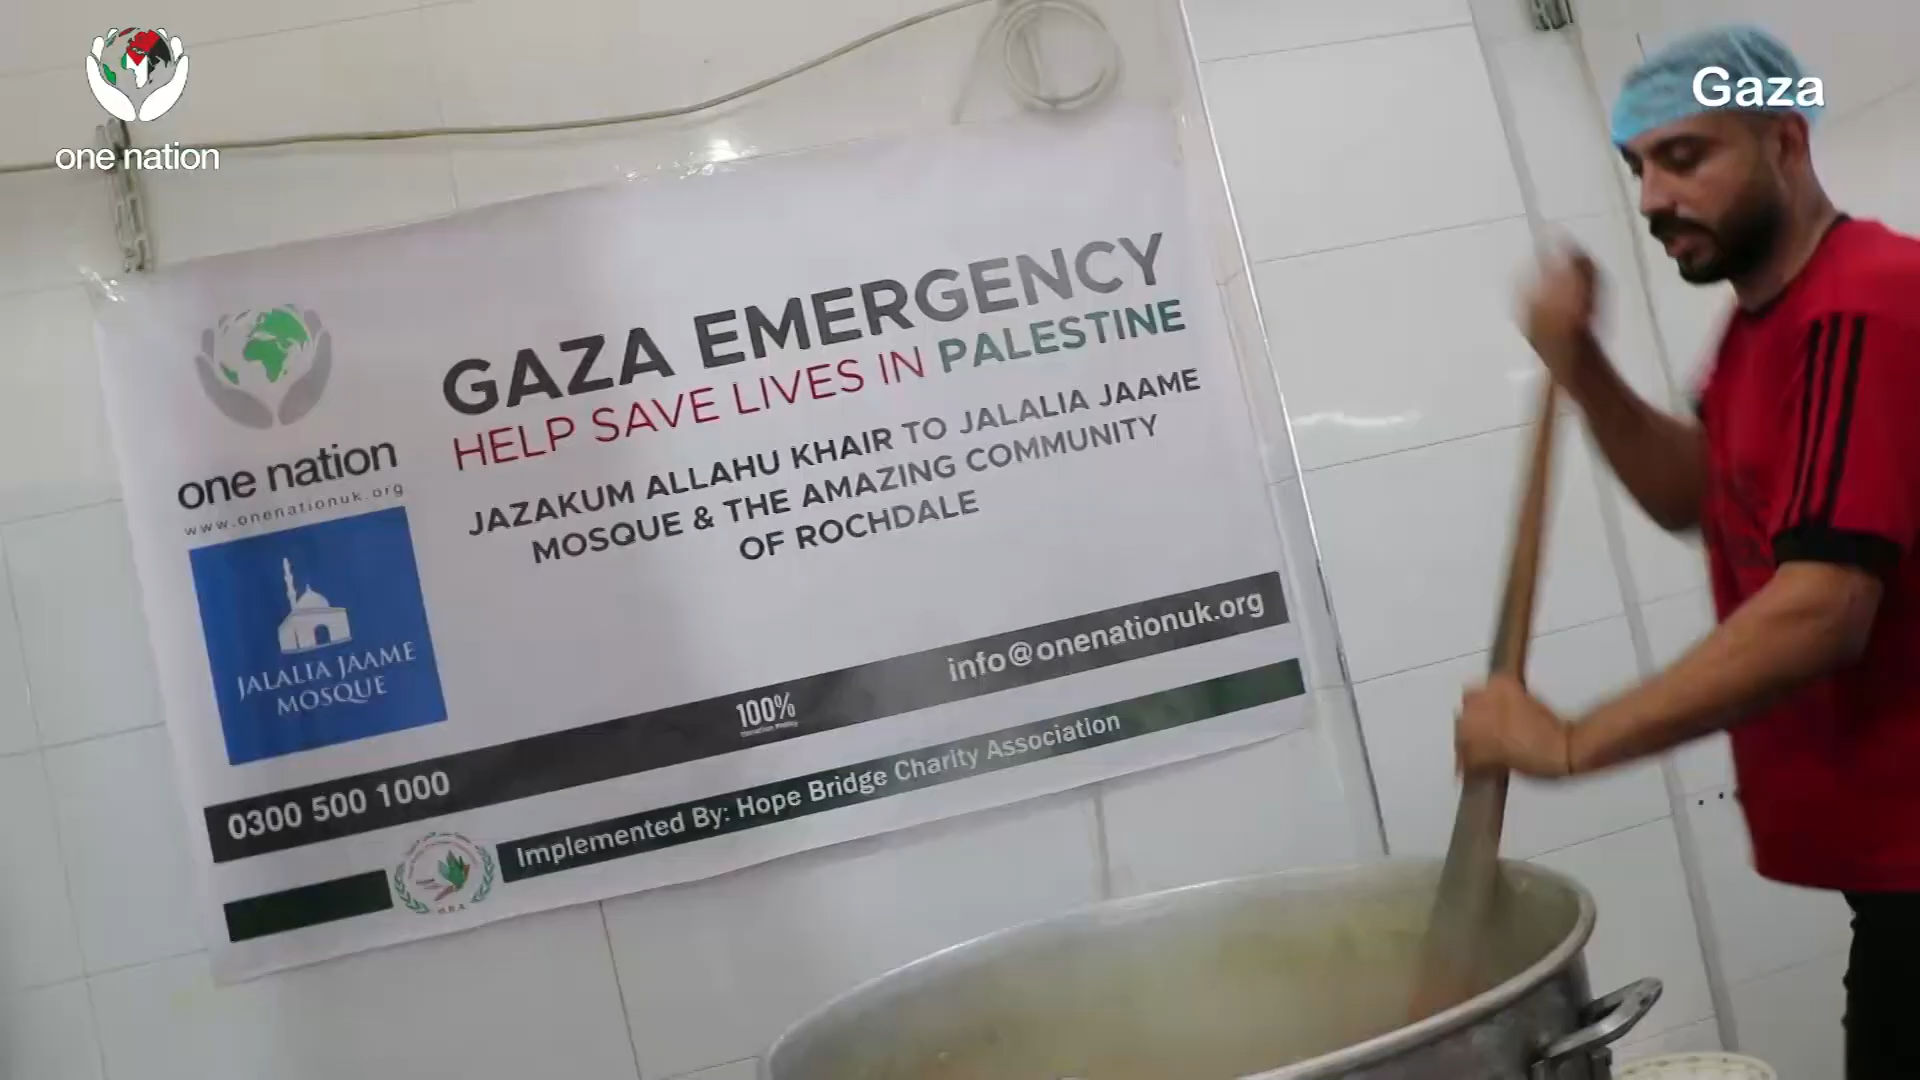 one nation
Gaza
GAZA EMERGENCY
HELP SAVE LIVES IN PALESTINE
JAZAKUM ALLAHU KHAIR TO JALALIA JAAME
MOSQUE & THE AMAZING COMMUNITY
OF ROCHDALE
one nation
www.onenationuk.org
JALALIA JAAME
MOSQUE
0300 500 1000
100%
info@onenationuk.org
Implemented By: Hope Bridge Charity Association